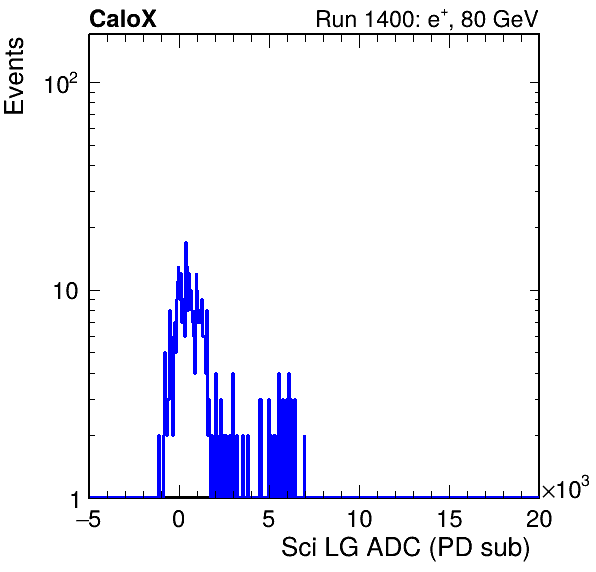 CaloX Run 1400: e⁺, 80 GeV
Events
10²
10
1
−5 0 5 10 15 20 ×10³
Sci LG ADC (PD sub)